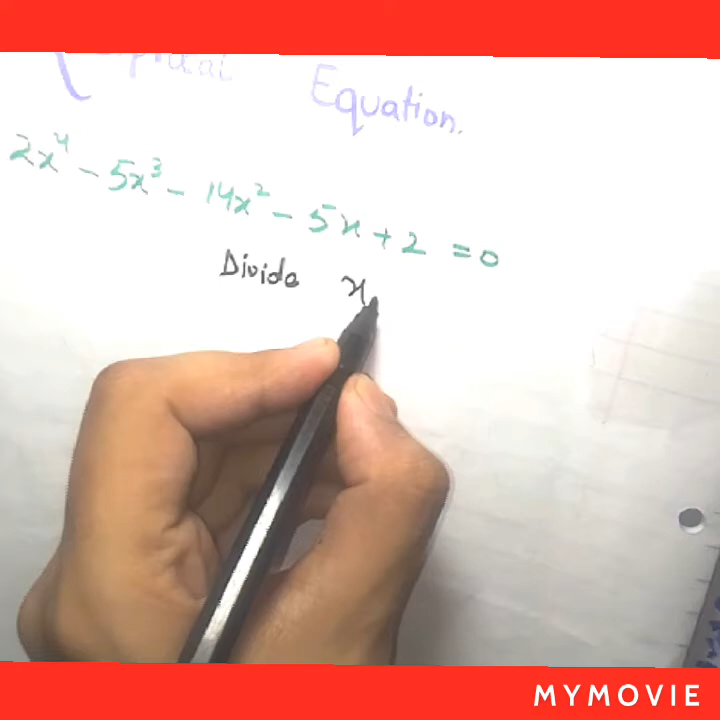 Equation.
2x⁴ - 5x³ - 14x² - 5x + 2 = 0
Divide x
MYMOVIE